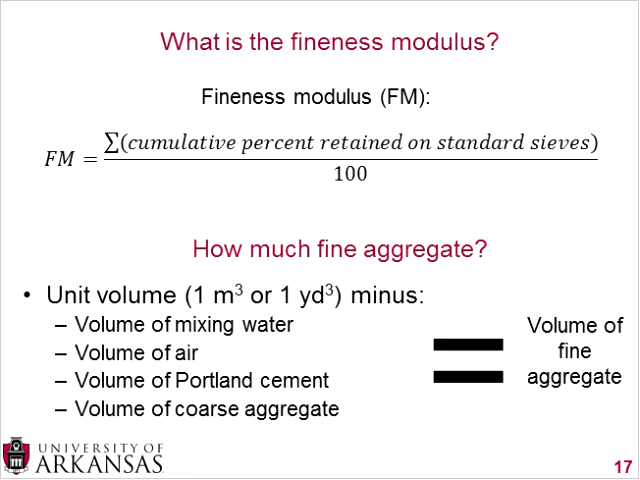 What is the fineness modulus?
Fineness modulus (FM):
FM = ∑(cumulative percent retained on standard sieves) / 100
How much fine aggregate?
• Unit volume (1 m³ or 1 yd³) minus:
– Volume of mixing water
– Volume of air
– Volume of Portland cement
– Volume of coarse aggregate
Volume of
fine
aggregate
UNIVERSITY OF
ARKANSAS
17